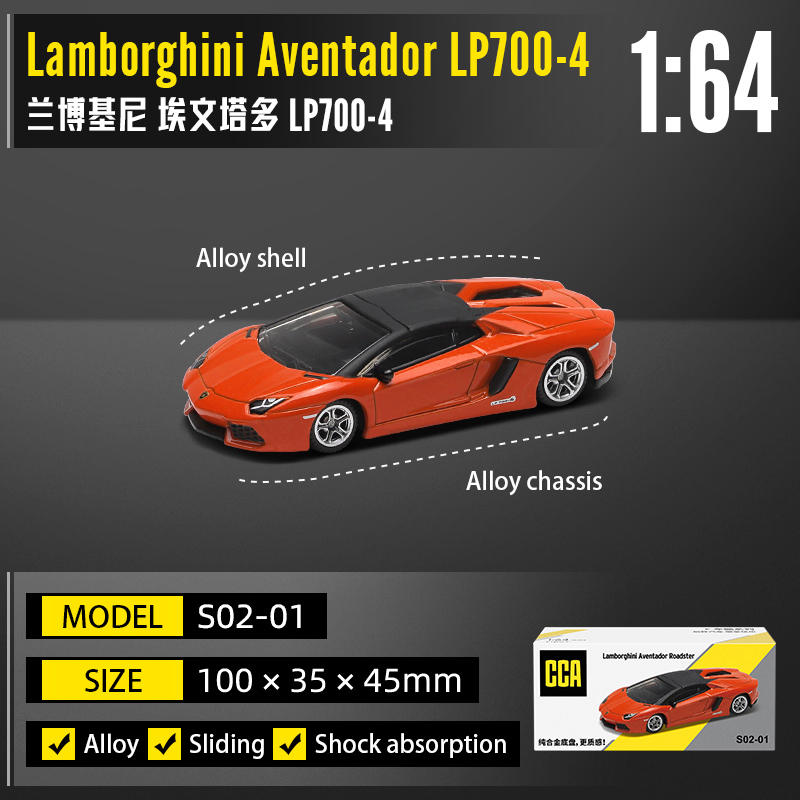 Lamborghini Aventador LP700-4
兰博基尼 埃文塔多 LP700-4
1:64
Alloy shell
Alloy chassis
MODEL S02-01
SIZE 100 × 35 × 45mm
Alloy Sliding Shock absorption
Lamborghini Aventador Roadster
CCA
纯合金底盘,更质感!
S02-01